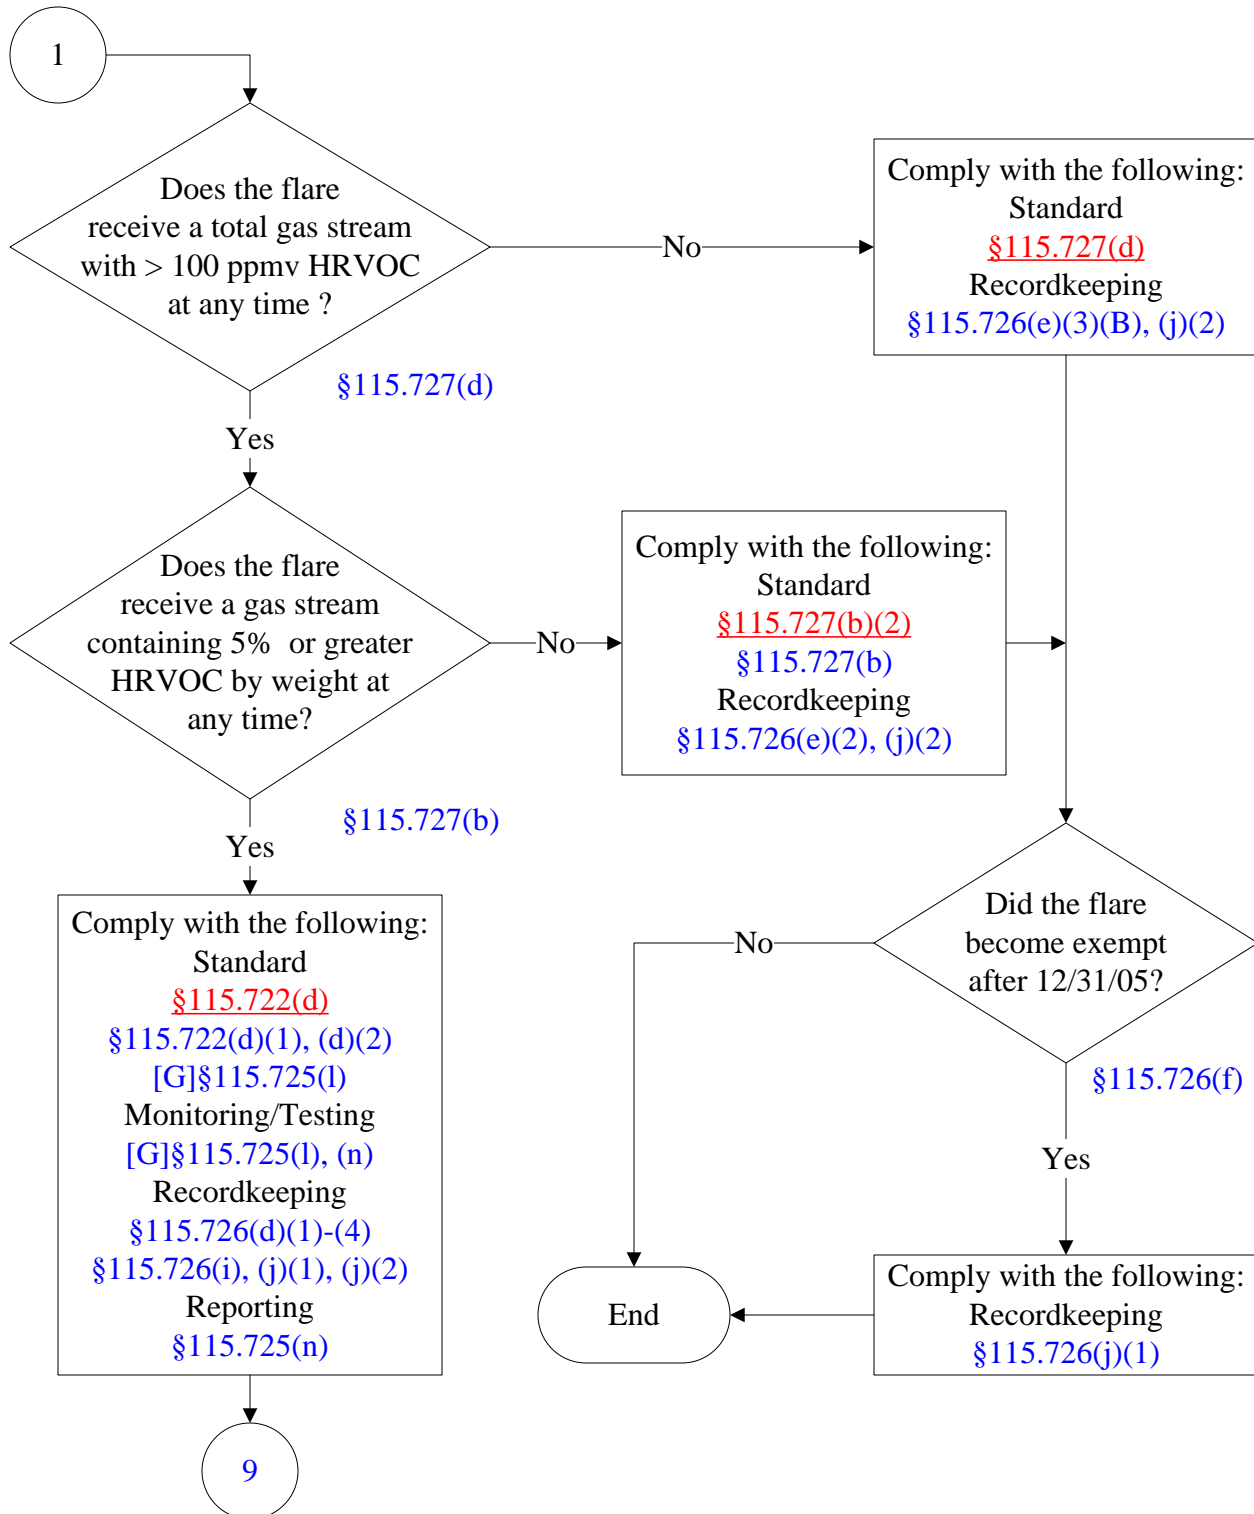 1
Does the flare
receive a total gas stream
with > 100 ppmv HRVOC
at any time ?
§115.727(d)
No
Comply with the following:
Standard
§115.727(d)
Recordkeeping
§115.726(e)(3)(B), (j)(2)
Yes
Does the flare
receive a gas stream
containing 5% or greater
HRVOC by weight at
any time?
§115.727(b)
No
Comply with the following:
Standard
§115.727(b)(2)
§115.727(b)
Recordkeeping
§115.726(e)(2), (j)(2)
Yes
Comply with the following:
Standard
§115.722(d)
§115.722(d)(1), (d)(2)
[G]§115.725(l)
Monitoring/Testing
[G]§115.725(l), (n)
Recordkeeping
§115.726(d)(1)-(4)
§115.726(i), (j)(1), (j)(2)
Reporting
§115.725(n)
9
Did the flare
become exempt
after 12/31/05?
§115.726(f)
No
Yes
Comply with the following:
Recordkeeping
§115.726(j)(1)
End